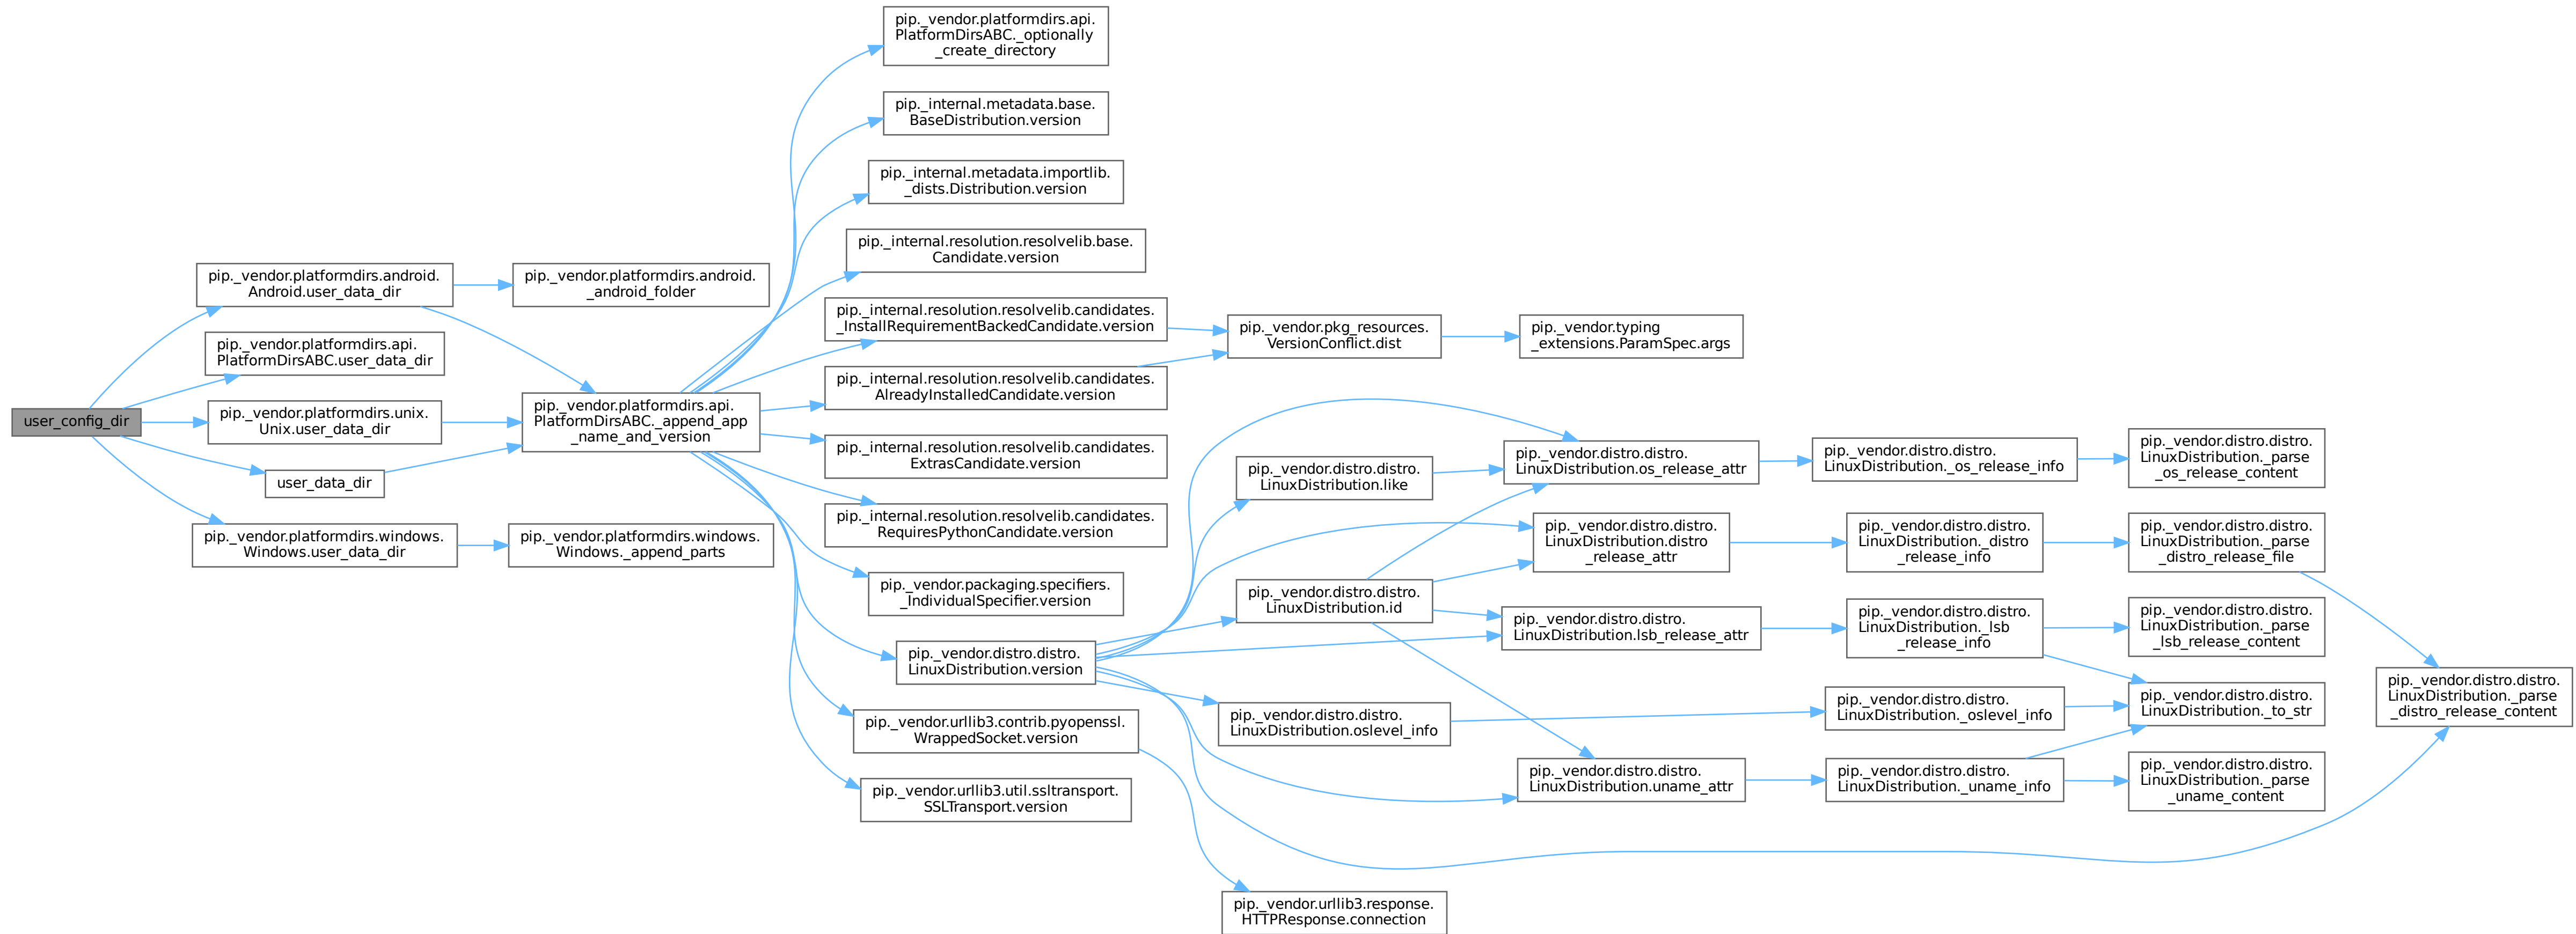 user_config_dir
pip._vendor.platformdirs.android.
Android.user_data_dir
pip._vendor.platformdirs.api.
PlatformDirsABC.user_data_dir
pip._vendor.platformdirs.unix.
Unix.user_data_dir
user_data_dir
pip._vendor.platformdirs.windows.
Windows.user_data_dir
pip._vendor.platformdirs.android.
_android_folder
pip._vendor.platformdirs.api.
PlatformDirsABC._append_app
_name_and_version
pip._vendor.platformdirs.windows.
Windows._append_parts
pip._vendor.platformdirs.api.
PlatformDirsABC._optionally
_create_directory
pip._internal.metadata.base.
BaseDistribution.version
pip._internal.metadata.importlib.
_dists.Distribution.version
pip._internal.resolution.resolvelib.base.
Candidate.version
pip._internal.resolution.resolvelib.candidates.
_InstallRequirementBackedCandidate.version
pip._internal.resolution.resolvelib.candidates.
AlreadyInstalledCandidate.version
pip._internal.resolution.resolvelib.candidates.
ExtrasCandidate.version
pip._internal.resolution.resolvelib.candidates.
RequiresPythonCandidate.version
pip._vendor.packaging.specifiers.
_IndividualSpecifier.version
pip._vendor.distro.distro.
LinuxDistribution.version
pip._vendor.urllib3.contrib.pyopenssl.
WrappedSocket.version
pip._vendor.urllib3.util.ssltransport.
SSLTransport.version
pip._vendor.pkg_resources.
VersionConflict.dist
pip._vendor.distro.distro.
LinuxDistribution.like
pip._vendor.distro.distro.
LinuxDistribution.id
pip._vendor.distro.distro.
LinuxDistribution.oslevel_info
pip._vendor.urllib3.response.
HTTPResponse.connection
pip._vendor.typing
_extensions.ParamSpec.args
pip._vendor.distro.distro.
LinuxDistribution.os_release_attr
pip._vendor.distro.distro.
LinuxDistribution.distro
_release_attr
pip._vendor.distro.distro.
LinuxDistribution.lsb_release_attr
pip._vendor.distro.distro.
LinuxDistribution.uname_attr
pip._vendor.distro.distro.
LinuxDistribution._os_release_info
pip._vendor.distro.distro.
LinuxDistribution._distro
_release_info
pip._vendor.distro.distro.
LinuxDistribution._lsb
_release_info
pip._vendor.distro.distro.
LinuxDistribution._oslevel_info
pip._vendor.distro.distro.
LinuxDistribution._uname_info
pip._vendor.distro.distro.
LinuxDistribution._parse
_os_release_content
pip._vendor.distro.distro.
LinuxDistribution._parse
_distro_release_file
pip._vendor.distro.distro.
LinuxDistribution._parse
_lsb_release_content
pip._vendor.distro.distro.
LinuxDistribution._to_str
pip._vendor.distro.distro.
LinuxDistribution._parse
_uname_content
pip._vendor.distro.distro.
LinuxDistribution._parse
_distro_release_content